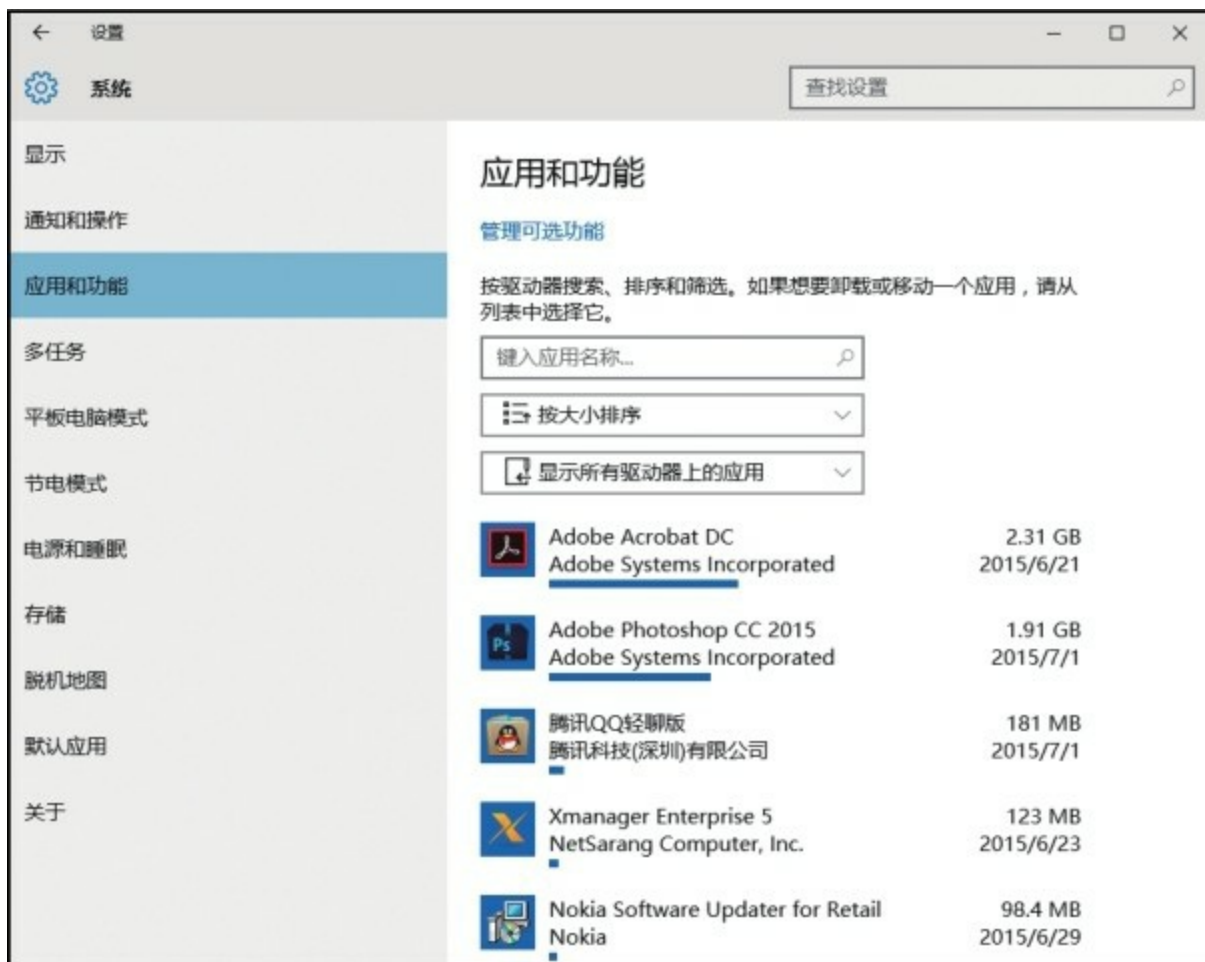 设置
系统
查找设置
显示
通知和操作
应用和功能
多任务
平板电脑模式
节电模式
电源和睡眠
存储
脱机地图
默认应用
关于
应用和功能
管理可选功能
按驱动器搜索、排序和筛选。如果想要卸载或移动一个应用，请从
列表中选择它。
键入应用名称...
按大小排序
显示所有驱动器上的应用
Adobe Acrobat DC 2.31 GB
Adobe Systems Incorporated 2015/6/21
Ps
Adobe Photoshop CC 2015 1.91 GB
Adobe Systems Incorporated 2015/7/1
腾讯QQ轻聊版 181 MB
腾讯科技(深圳)有限公司 2015/7/1
Xmanager Enterprise 5 123 MB
NetSarang Computer, Inc. 2015/6/23
Nokia Software Updater for Retail 98.4 MB
Nokia 2015/6/29